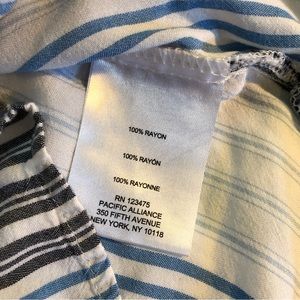 100% RAYON
100% RAYÓN
100% RAYONNE
RN 123475
PACIFIC ALLIANCE
350 FIFTH AVENUE
NEW YORK, NY 10118